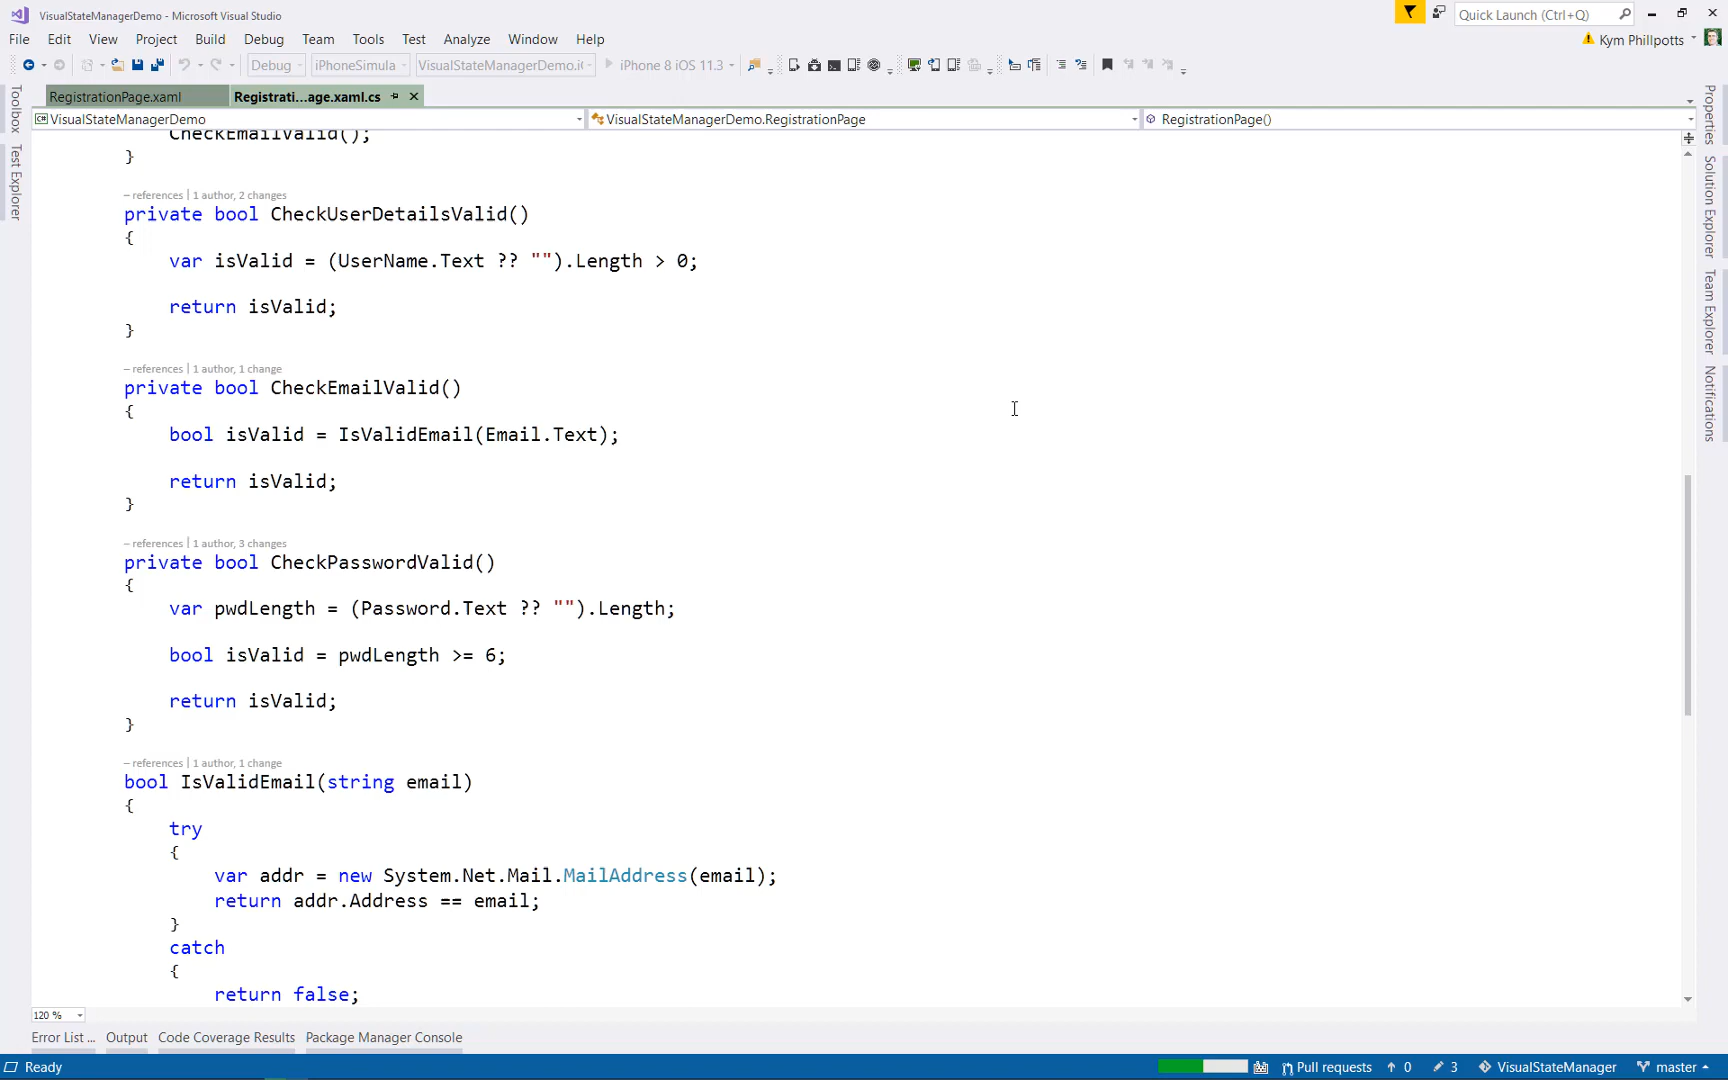 VisualStateManagerDemo - Microsoft Visual Studio
Quick Launch (Ctrl+Q)
File Edit View Project Build Debug Team Tools Test Analyze Window Help
Kym Phillpotts
Debug iPhoneSimula VisualStateManagerDemo.i( iPhone 8 iOS 11.3
RegistrationPage.xaml Registrati...age.xaml.cs
VisualStateManagerDemo VisualStateManagerDemo.RegistrationPage RegistrationPage()
Toolbox
Test Explorer
Properties
Solution Explorer
Team Explorer
Notifications
CheckEmailValid();
}
– references | 1 author, 2 changes
private bool CheckUserDetailsValid()
{
var isValid = (UserName.Text ?? "").Length > 0;
return isValid;
}
– references | 1 author, 1 change
private bool CheckEmailValid()
{
bool isValid = IsValidEmail(Email.Text);
return isValid;
}
– references | 1 author, 3 changes
private bool CheckPasswordValid()
{
var pwdLength = (Password.Text ?? "").Length;
bool isValid = pwdLength >= 6;
return isValid;
}
– references | 1 author, 1 change
bool IsValidEmail(string email)
{
try
{
var addr = new System.Net.Mail.MailAddress(email);
return addr.Address == email;
}
catch
{
return false;
120 %
Error List ... Output Code Coverage Results Package Manager Console
Ready Pull requests 0 3 VisualStateManager master